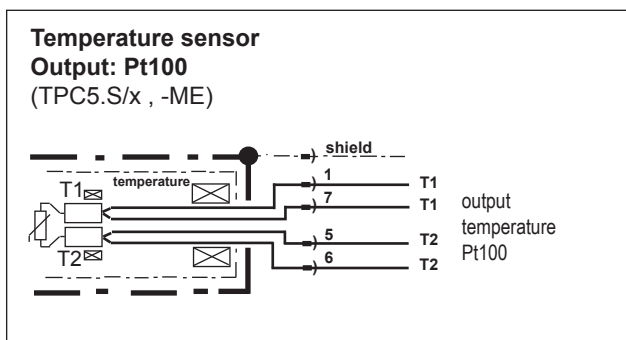 Temperature sensor
Output: Pt100
(TPC5.S/x , -ME)
shield
T1 temperature 1 T1
7 T1 output
temperature
5 T2 Pt100
T2 6 T2